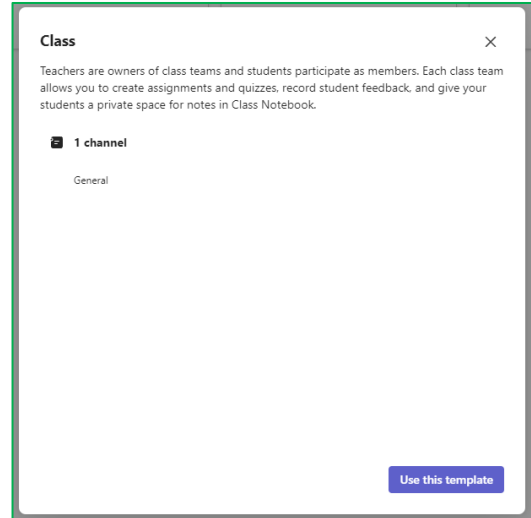 Class
Teachers are owners of class teams and students participate as members. Each class team
allows you to create assignments and quizzes, record student feedback, and give your
students a private space for notes in Class Notebook.
1 channel
General
Use this template